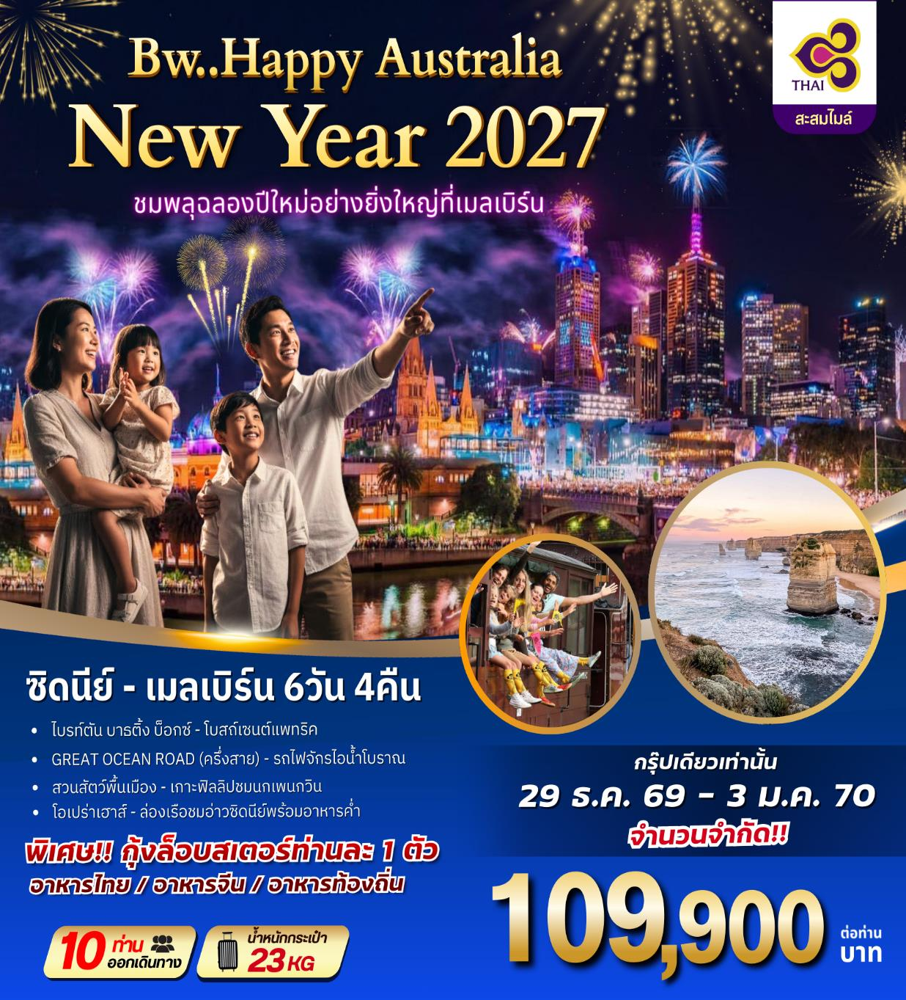 Bw..Happy Australia
New Year 2027
THAI
สะสมไมล์
ชมพลุฉลองปีใหม่อย่างยิ่งใหญ่ที่เมลเบิร์น
ซิดนีย์ - เมลเบิร์น 6วัน 4คืน
• ไบรท์ตัน บาธติ้ง บ็อกซ์ - โบสถ์เซนต์แพทริค
• GREAT OCEAN ROAD (ครึ่งสาย) - รถไฟจักรไอน้ำโบราณ
• สวนสัตว์พื้นเมือง - เกาะฟิลลิปชมนกเพนกวิน
• โอเปร่าเฮาส์ - ล่องเรือชมอ่าวซิดนีย์พร้อมอาหารค่ำ
พิเศษ!! กุ้งล็อบสเตอร์ท่านละ 1 ตัว
อาหารไทย / อาหารจีน / อาหารท้องถิ่น
10 ท่าน
ออกเดินทาง
น้ำหนักกระเป๋า
23 KG
กรุ๊ปเดียวเท่านั้น
29 ธ.ค. 69 - 3 ม.ค. 70
จำนวนจำกัด!!
109,900
ต่อท่าน
บาท